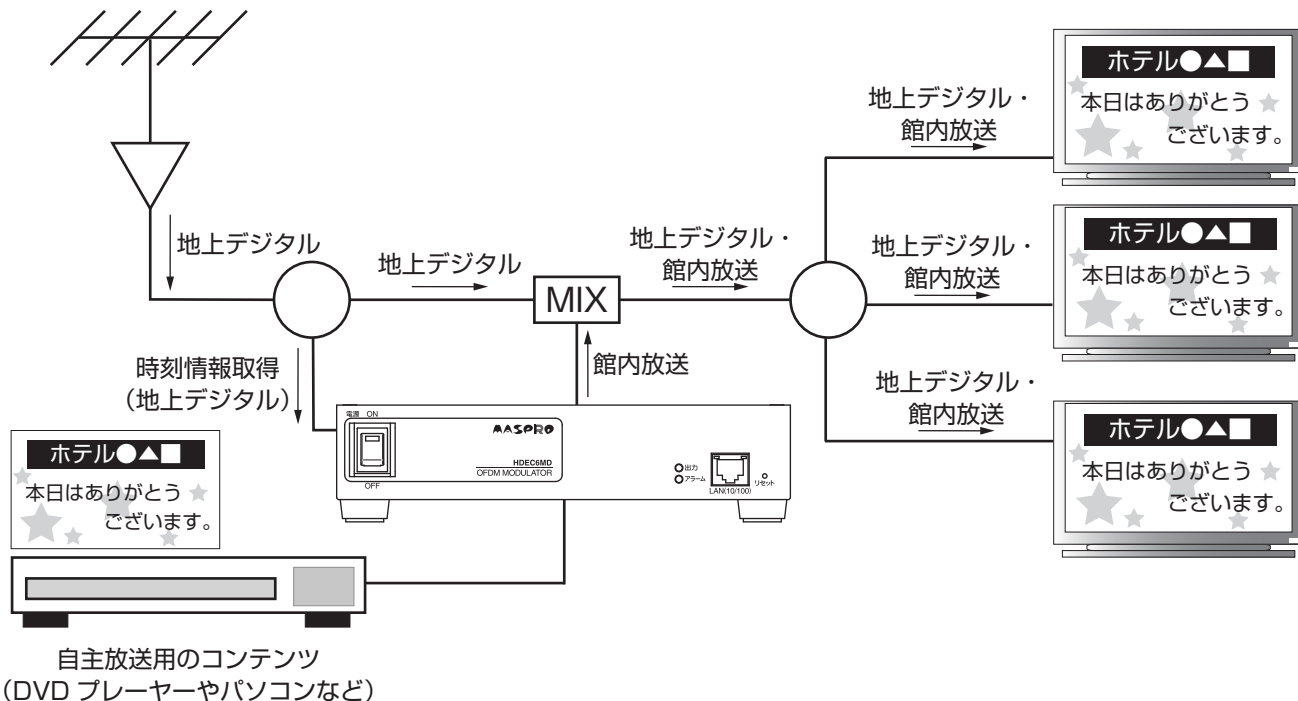 地上デジタル
地上デジタル
MIX
地上デジタル・
館内放送
地上デジタル・
館内放送
ホテル●▲■
本日はありがとう
ございます。
地上デジタル・
館内放送
ホテル●▲■
本日はありがとう
ございます。
地上デジタル・
館内放送
ホテル●▲■
本日はありがとう
ございます。
時刻情報取得
(地上デジタル)
館内放送
電源 ON
OFF
MASPRO
HDEC6MD
OFDM MODULATOR
出力
アラーム
LAN(10/100)
リセット
ホテル●▲■
本日はありがとう
ございます。
自主放送用のコンテンツ
(DVD プレーヤーやパソコンなど)